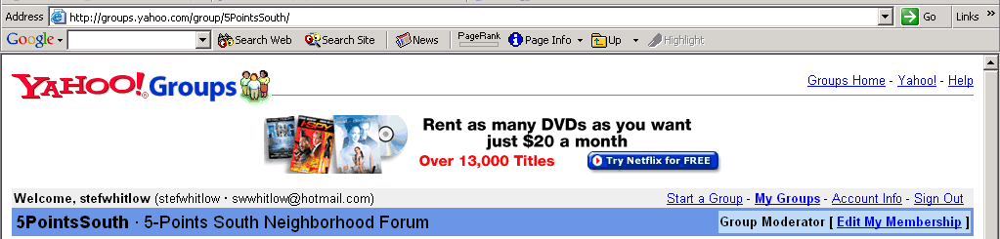 Address http://groups.yahoo.com/group/5PointsSouth/ Go Links »
Google Search Web Search Site News PageRank Page Info Up Highlight
YAHOO! Groups
Groups Home - Yahoo! - Help
Rent as many DVDs as you want
just $20 a month
Over 13,000 Titles Try Netflix for FREE
Welcome, stefwhitlow (stefwhitlow · swwhitlow@hotmail.com) Start a Group - My Groups - Account Info - Sign Out
5PointsSouth · 5-Points South Neighborhood Forum Group Moderator [ Edit My Membership ]